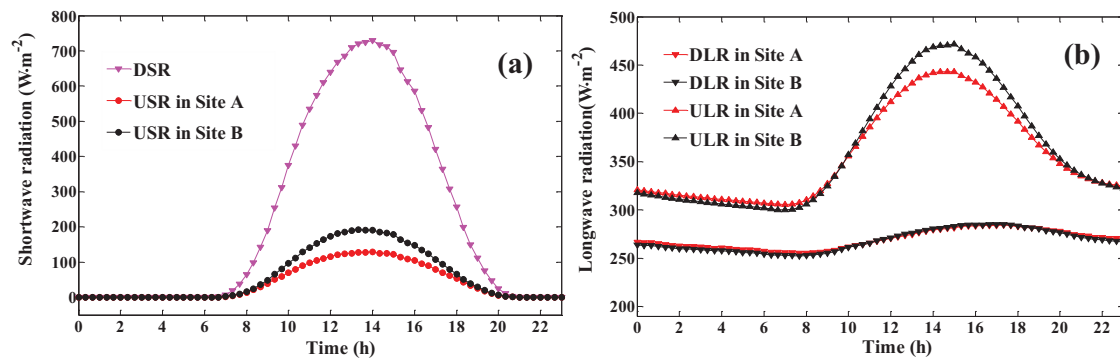 800
700
600
500
400
300
200
100
0
Shortwave radiation (W·m⁻²)
(a)
DSR
USR in Site A
USR in Site B
0 2 4 6 8 10 12 14 16 18 20 22
Time (h)
500
450
400
350
300
250
200
Longwave radiation(W·m⁻²)
(b)
DLR in Site A
DLR in Site B
ULR in Site A
ULR in Site B
0 2 4 6 8 10 12 14 16 18 20 22
Time (h)